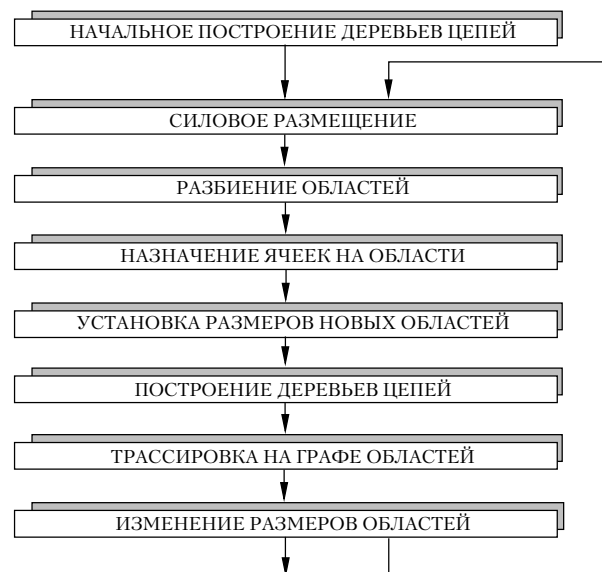 НАЧАЛЬНОЕ ПОСТРОЕНИЕ ДЕРЕВЬЕВ ЦЕПЕЙ
СИЛОВОЕ РАЗМЕЩЕНИЕ
РАЗБИЕНИЕ ОБЛАСТЕЙ
НАЗНАЧЕНИЕ ЯЧЕЕК НА ОБЛАСТИ
УСТАНОВКА РАЗМЕРОВ НОВЫХ ОБЛАСТЕЙ
ПОСТРОЕНИЕ ДЕРЕВЬЕВ ЦЕПЕЙ
ТРАССИРОВКА НА ГРАФЕ ОБЛАСТЕЙ
ИЗМЕНЕНИЕ РАЗМЕРОВ ОБЛАСТЕЙ